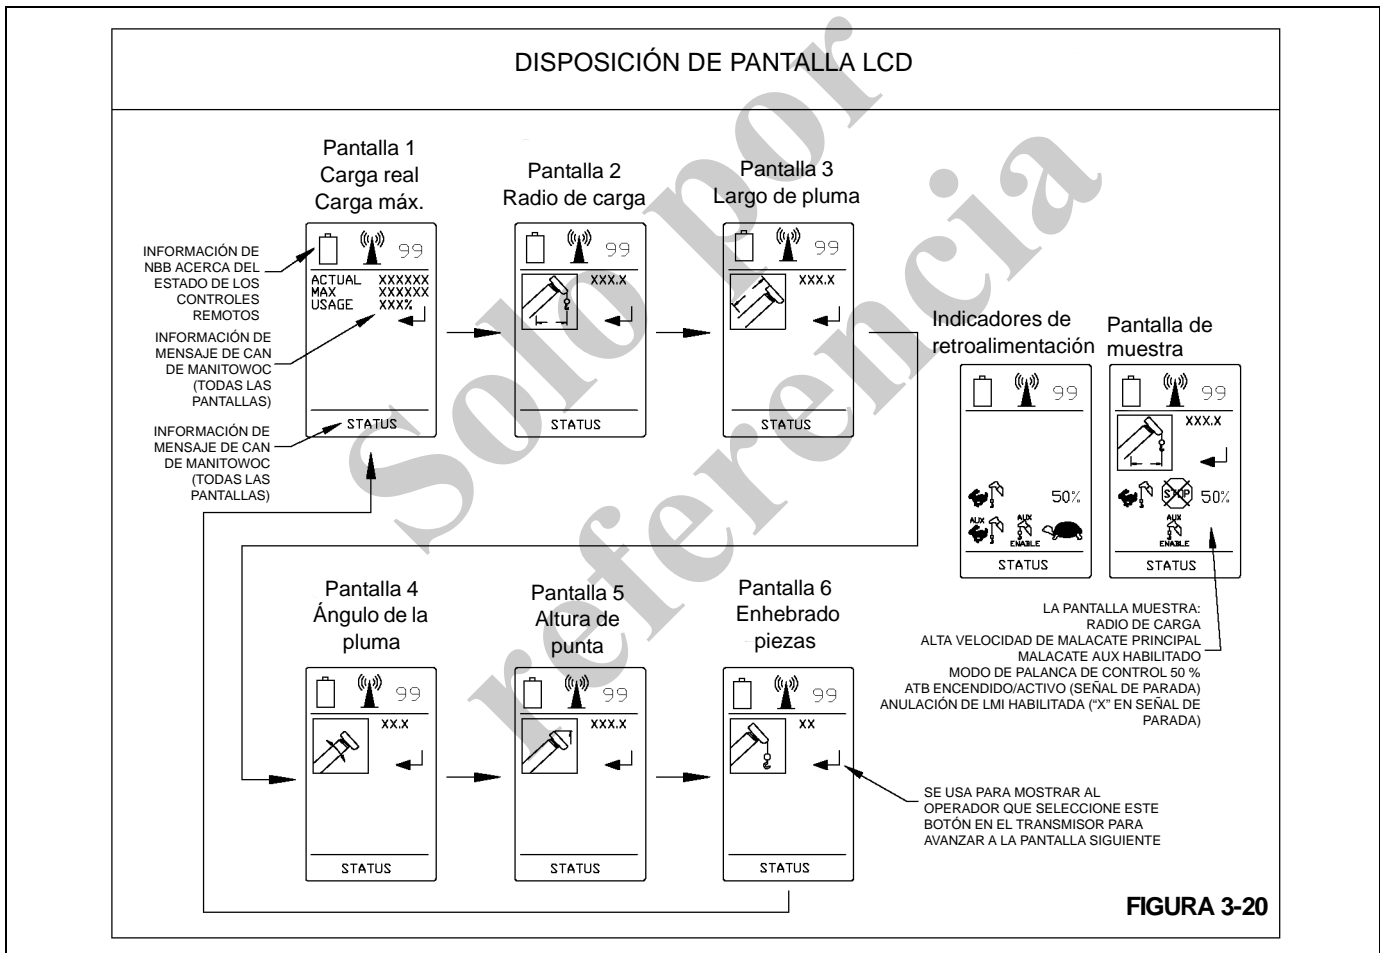 DISPOSICIÓN DE PANTALLA LCD
Pantalla 1
Carga real
Carga máx.
99
ACTUAL XXXXXX
MAX XXXXXX
USAGE XXX%
STATUS
INFORMACIÓN DE
NBB ACERCA DEL
ESTADO DE LOS
CONTROLES
REMOTOS
INFORMACIÓN DE
MENSAJE DE CAN
DE MANITOWOC
(TODAS LAS
PANTALLAS)
INFORMACIÓN DE
MENSAJE DE CAN
DE MANITOWOC
(TODAS LAS
PANTALLAS)
Pantalla 2
Radio de carga
99
XXX.X
STATUS
Pantalla 3
Largo de pluma
99
XXX.X
STATUS
Indicadores de
retroalimentación
99
50%
AUX
AUX
ENABLE
STATUS
Pantalla de
muestra
99
XXX.X
STOP
50%
AUX
ENABLE
STATUS
LA PANTALLA MUESTRA:
RADIO DE CARGA
ALTA VELOCIDAD DE MALACATE PRINCIPAL
MALACATE AUX HABILITADO
MODO DE PALANCA DE CONTROL 50 %
ATB ENCENDIDO/ACTIVO (SEÑAL DE PARADA)
ANULACIÓN DE LMI HABILITADA (“X” EN SEÑAL DE
PARADA)
Pantalla 4
Ángulo de la
pluma
99
XX.X
STATUS
Pantalla 5
Altura de
punta
99
XXX.X
STATUS
Pantalla 6
Enhebrado
piezas
99
XX
STATUS
SE USA PARA MOSTRAR AL
OPERADOR QUE SELECCIONE ESTE
BOTÓN EN EL TRANSMISOR PARA
AVANZAR A LA PANTALLA SIGUIENTE
FIGURA 3-20
Solo por
referencia